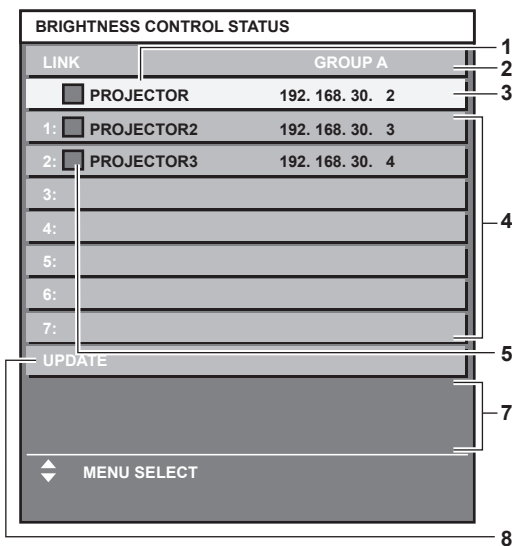 BRIGHTNESS CONTROL STATUS
1
LINK GROUP A
2
PROJECTOR 192. 168. 30. 2
3
1: PROJECTOR2 192. 168. 30. 3
2: PROJECTOR3 192. 168. 30. 4
3:
4
4:
5:
6:
7:
5
UPDATE
7
MENU SELECT
8